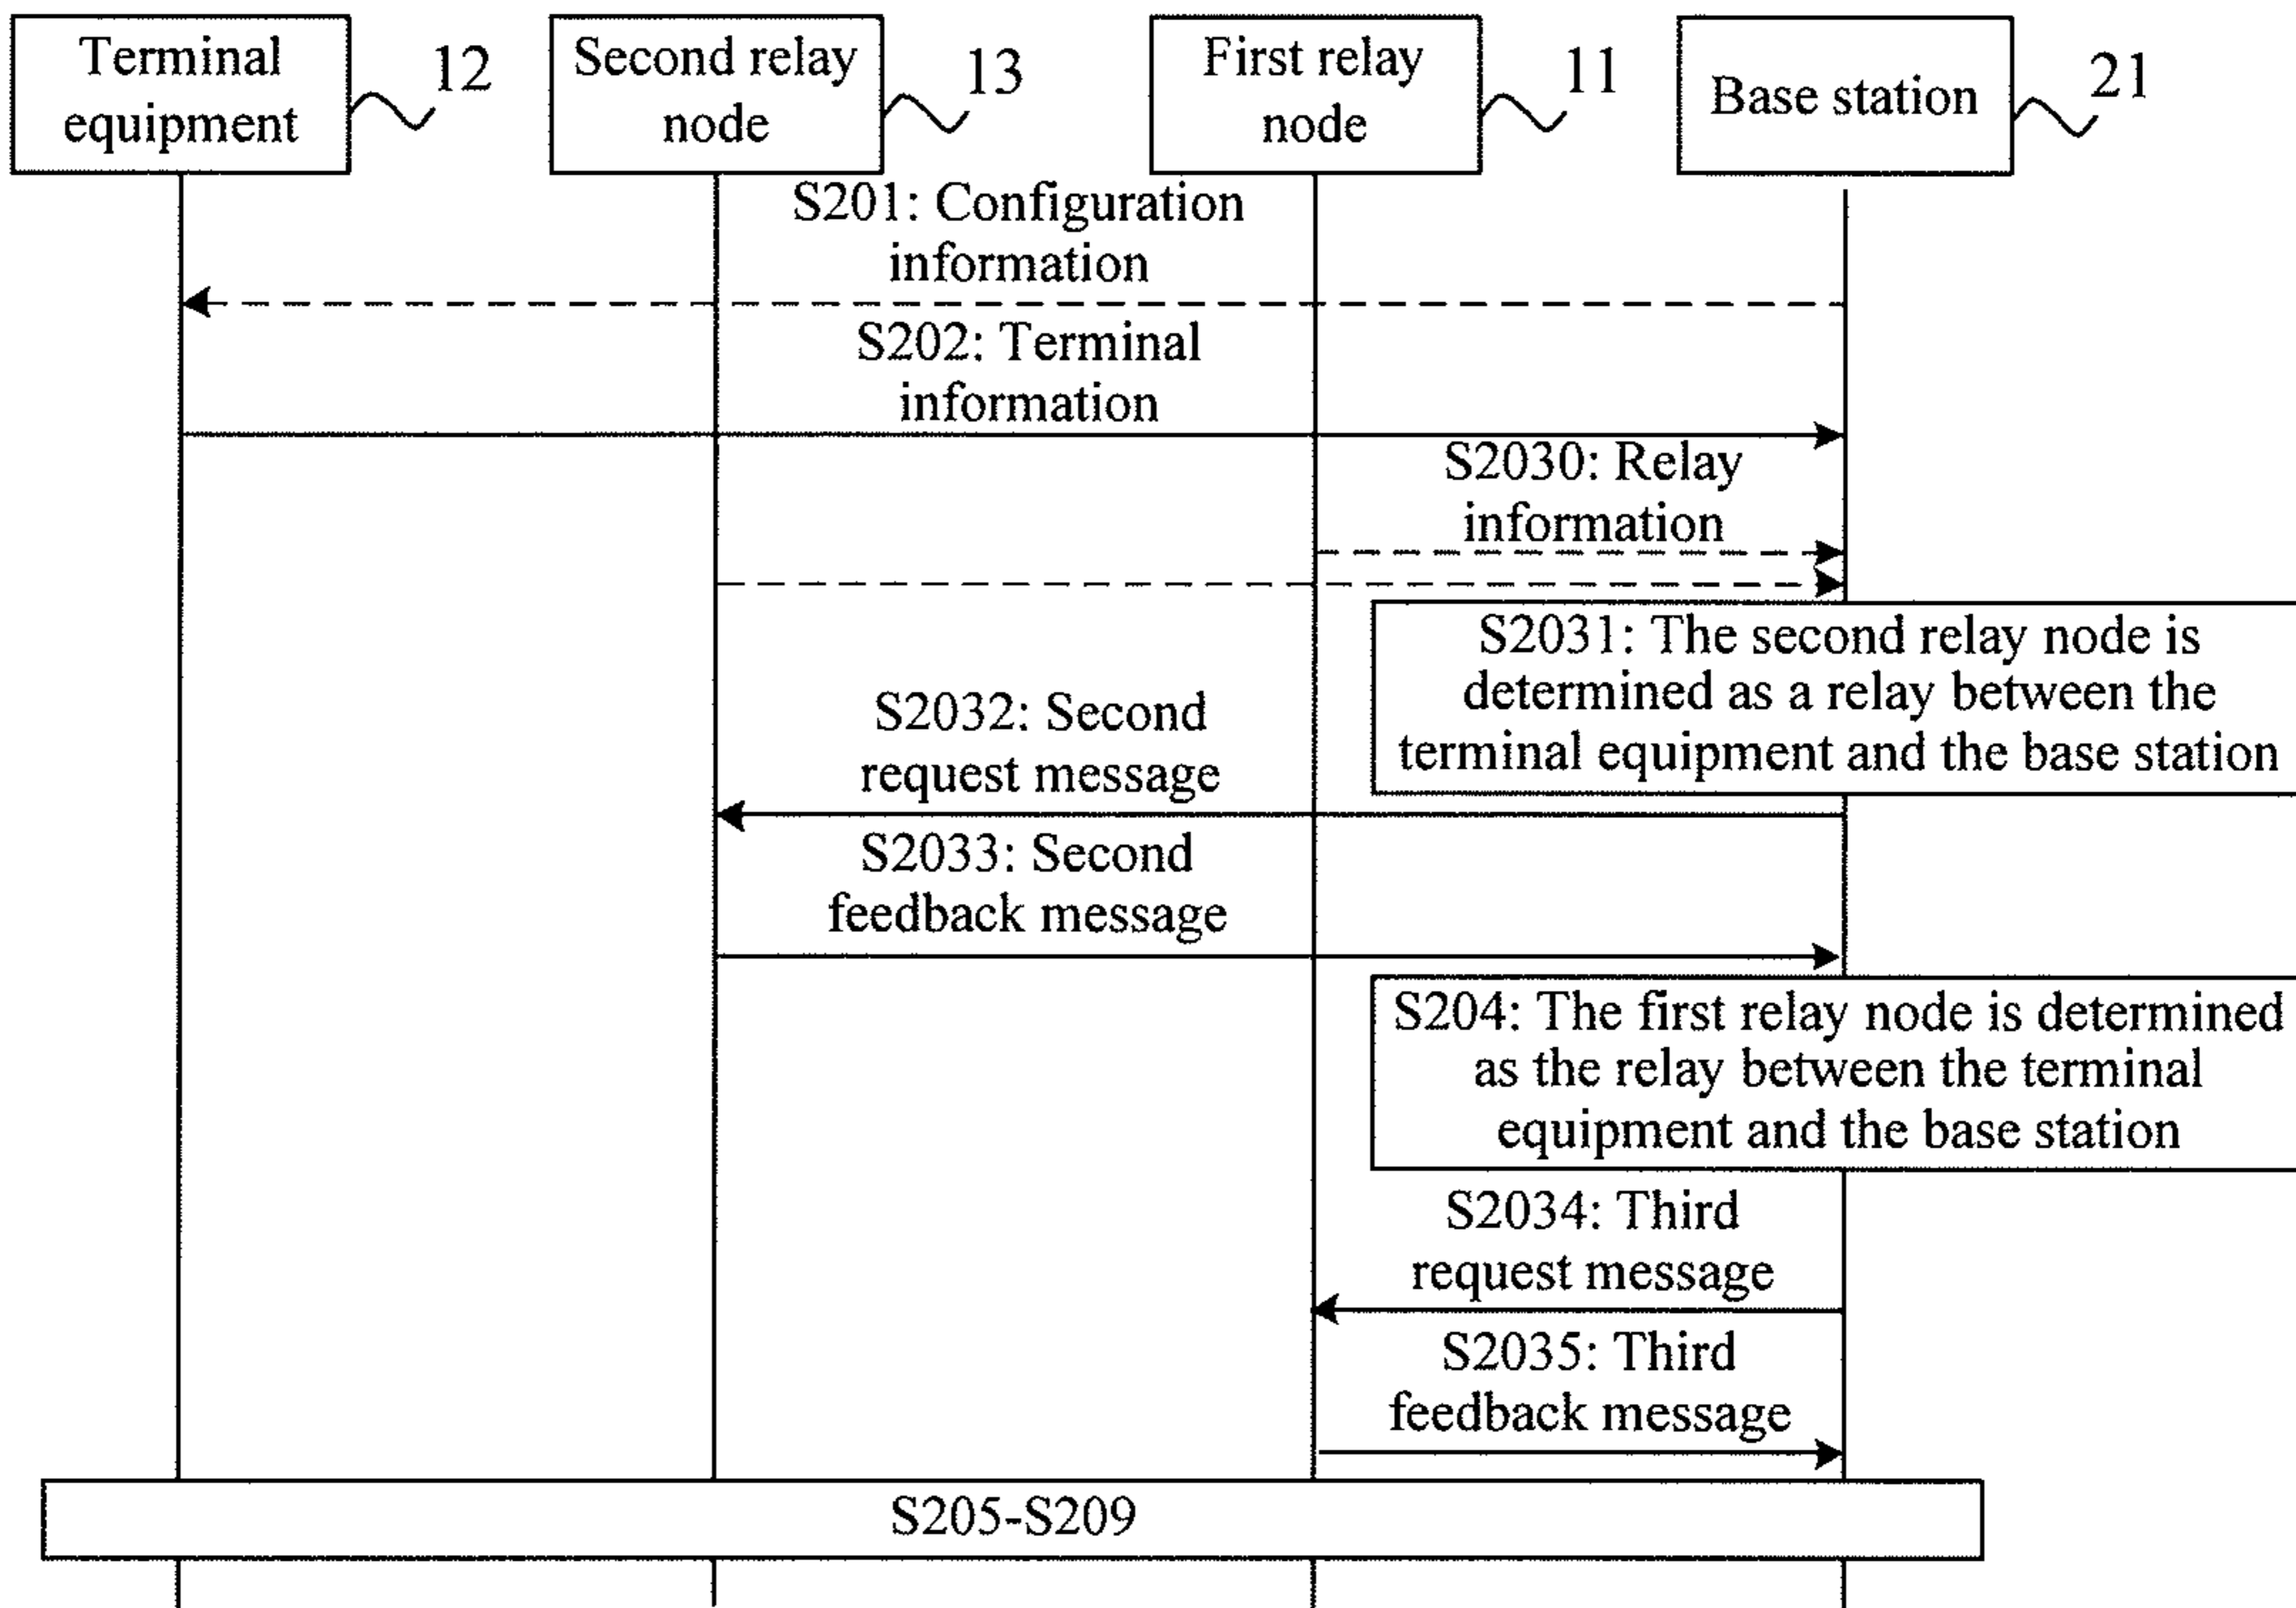 Terminal
equipment
12
Second relay
node
13
First relay
node
11
Base station
21
S201: Configuration
information
S202: Terminal
information
S2030: Relay
information
S2031: The second relay node is
determined as a relay between the
terminal equipment and the base station
S2032: Second
request message
S2033: Second
feedback message
S204: The first relay node is determined
as the relay between the terminal
equipment and the base station
S2034: Third
request message
S2035: Third
feedback message
S205-S209